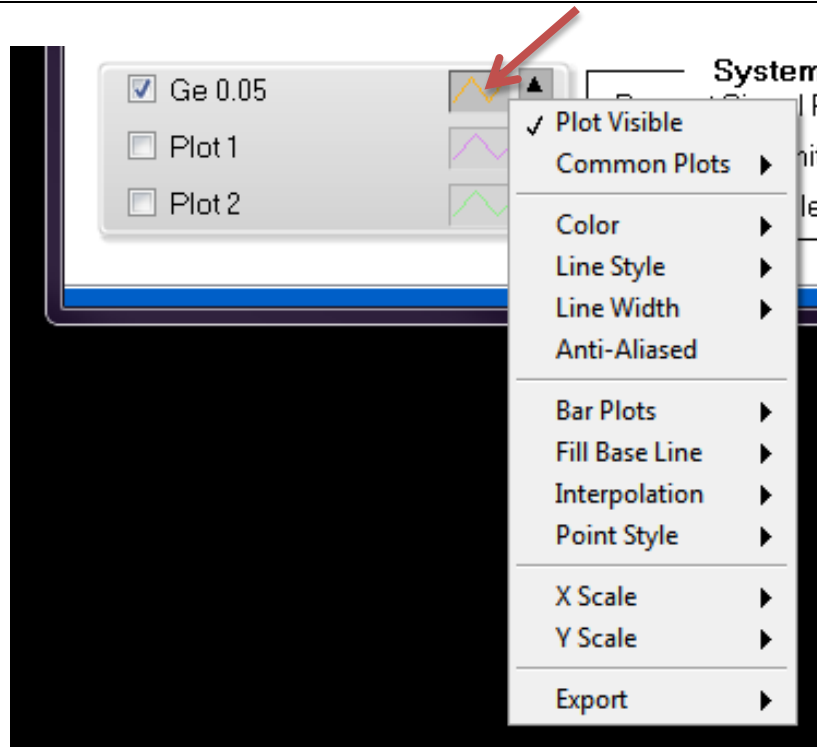 System
Ge 0.05
Plot 1
Plot 2
✓ Plot Visible
Common Plots
Color
Line Style
Line Width
Anti-Aliased
Bar Plots
Fill Base Line
Interpolation
Point Style
X Scale
Y Scale
Export